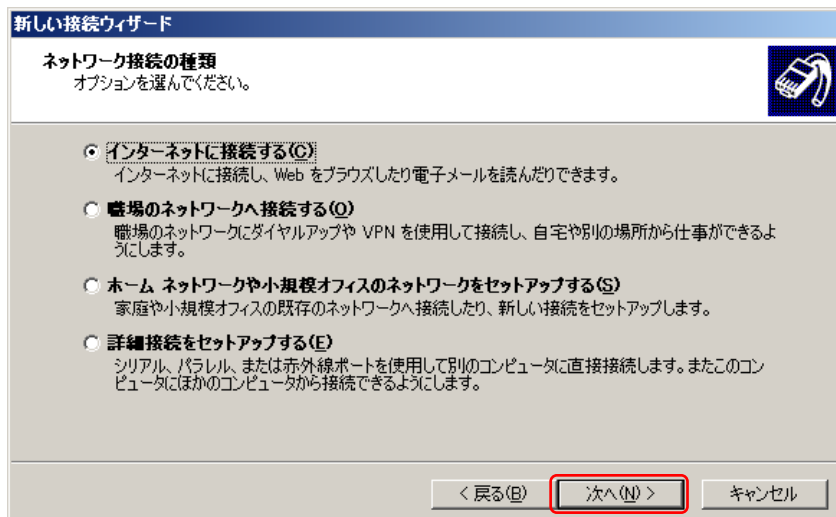 新しい接続ウィザード
ネットワーク接続の種類
オプションを選んでください。
インターネットに接続する(C)
インターネットに接続し、Web をブラウズしたり電子メールを読んだりできます。
職場のネットワークへ接続する(O)
職場のネットワークにダイヤルアップや VPN を使用して接続し、自宅や別の場所から仕事ができるよ
うにします。
ホーム ネットワークや小規模オフィスのネットワークをセットアップする(S)
家庭や小規模オフィスの既存のネットワークへ接続したり、新しい接続をセットアップします。
詳細接続をセットアップする(E)
シリアル、パラレル、または赤外線ポートを使用して別のコンピュータに直接接続します。またこのコン
ピュータにほかのコンピュータから接続できるようにします。
< 戻る(B) 次へ(N) > キャンセル